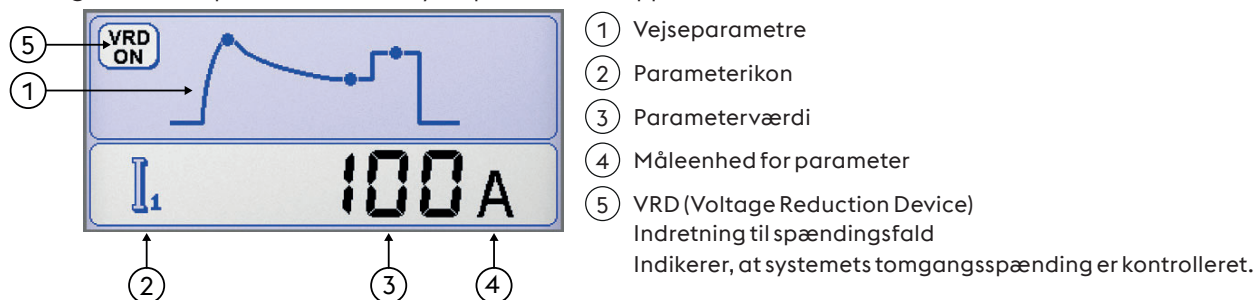 VRD
ON
I1
100 A
5
1
2
3
4
1 Vejseparametre
2 Parameterikon
3 Parameterværdi
4 Måleenhed for parameter
5 VRD (Voltage Reduction Device)
Indretning til spændingsfald
Indikerer, at systemets tomgangsspænding er kontrolleret.